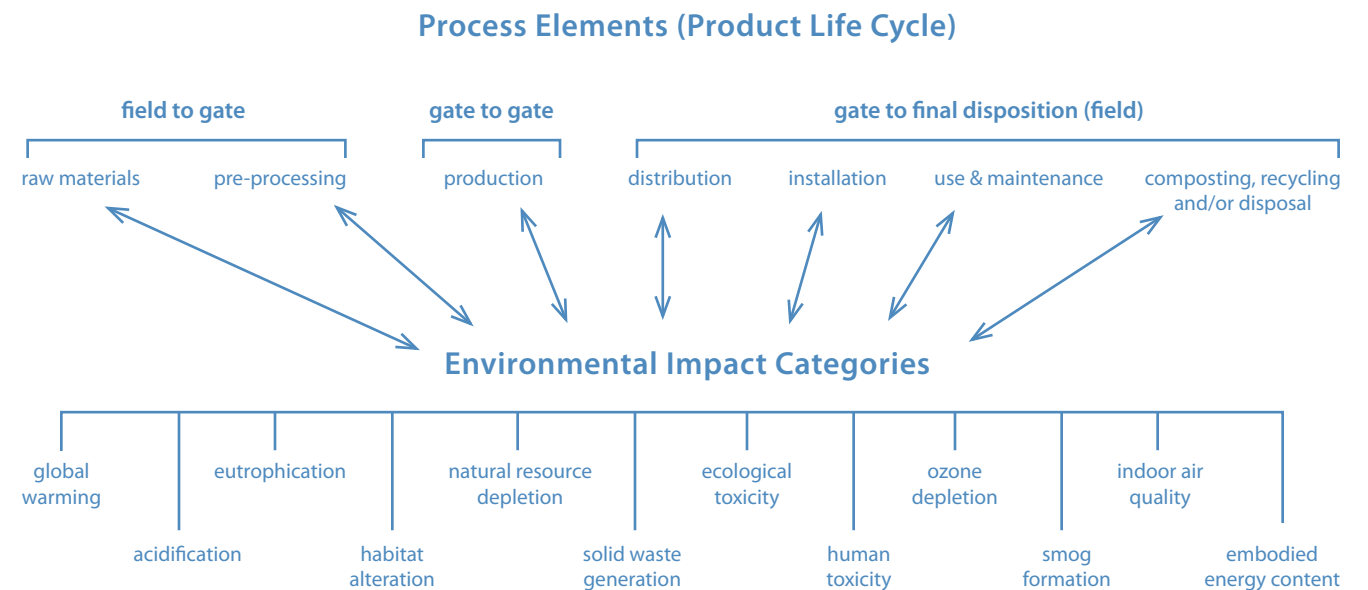 Process Elements (Product Life Cycle)
field to gate
gate to gate
gate to final disposition (field)
raw materials
pre-processing
production
distribution
installation
use & maintenance
composting, recycling
and/or disposal
Environmental Impact Categories
global
warming
acidification
eutrophication
habitat
alteration
natural resource
depletion
solid waste
generation
ecological
toxicity
human
toxicity
ozone
depletion
smog
formation
indoor air
quality
embodied
energy content